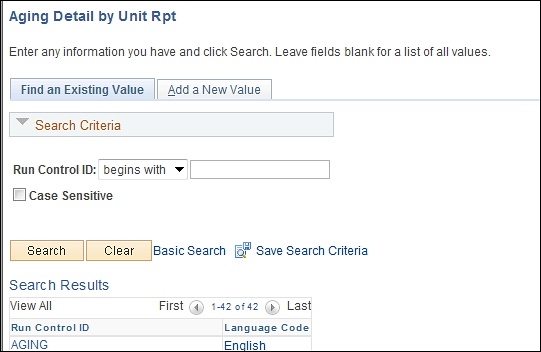 Aging Detail by Unit Rpt
Enter any information you have and click Search. Leave fields blank for a list of all values.
Find an Existing Value Add a New Value
Search Criteria
Run Control ID: begins with
Case Sensitive
Search Clear Basic Search Save Search Criteria
Search Results
View All First 1-42 of 42 Last
Run Control ID Language Code
AGING English